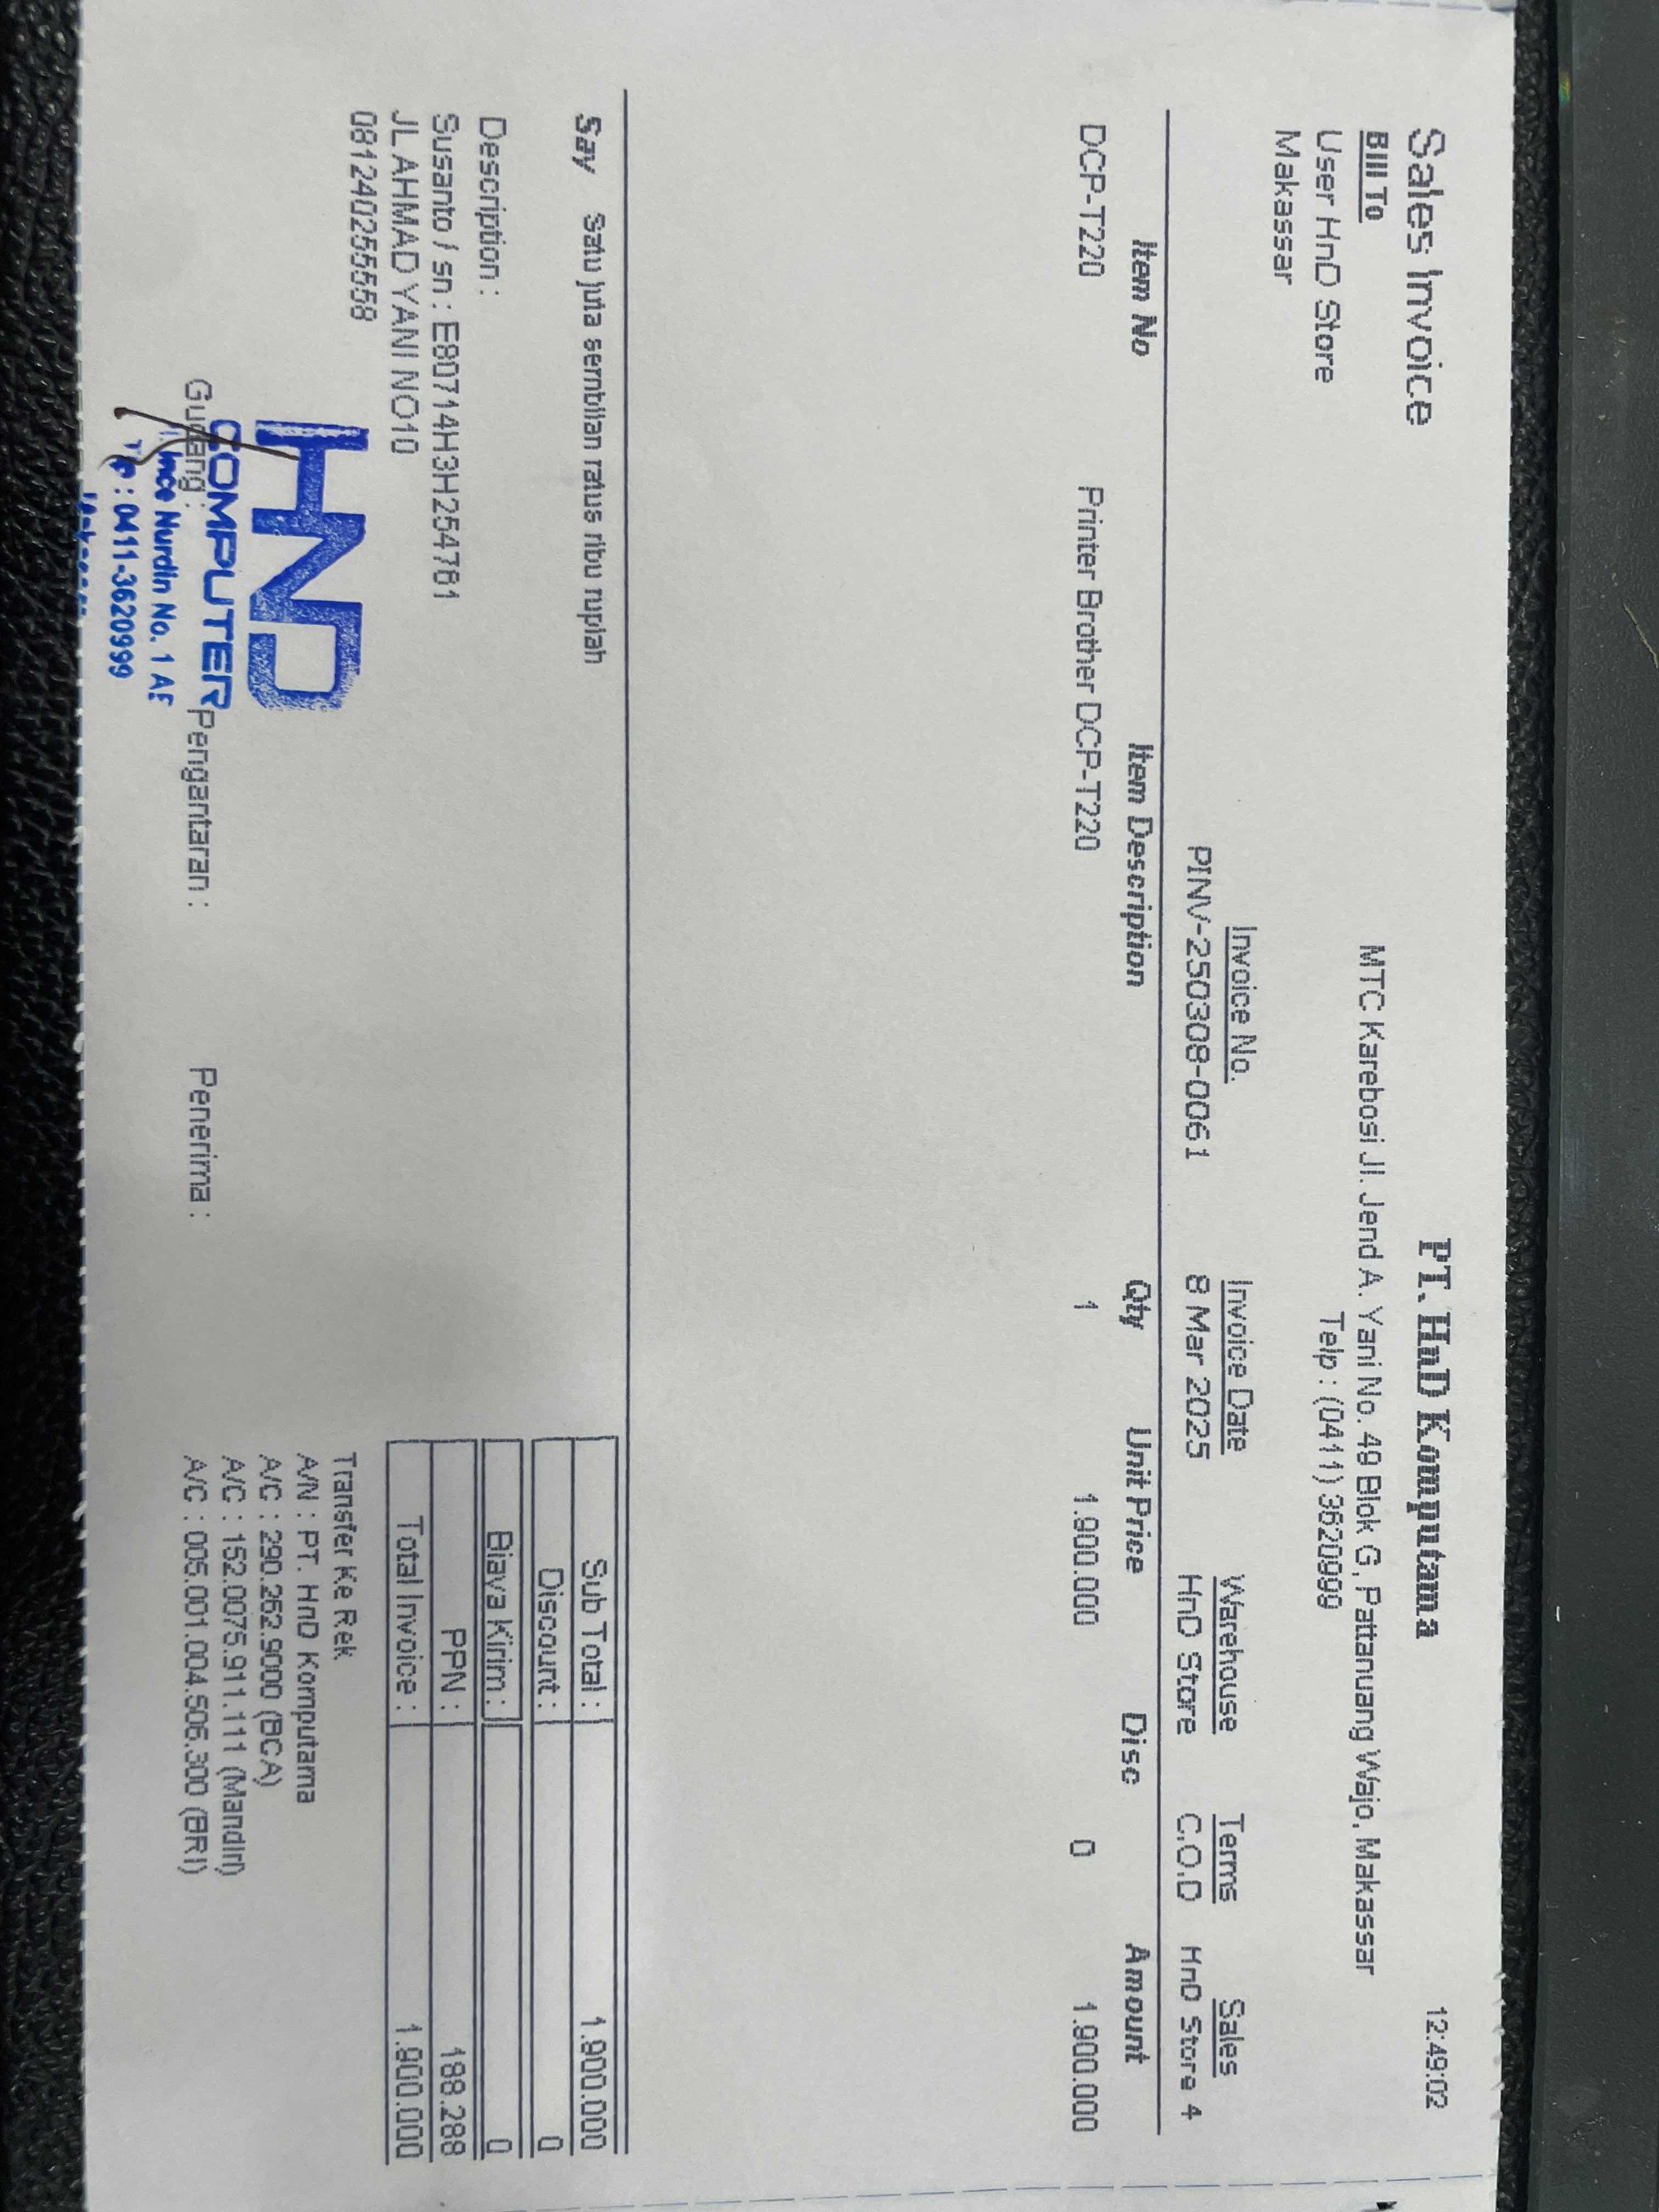 Sales Invoice
PT. HnD Komputama
12:49:02
Bill To
MTC Karebosi Jl. Jend A. Yani No. 49 Blok G, Pattanuang Wajo, Makassar
User HnD Store
Telp : (0411) 3620999
Makassar
Invoice No. Invoice Date Warehouse Terms Sales
PINV-250308-0061 8 Mar 2025 HnD Store C.O.D HnD Store 4
Item No Item Description Qty Unit Price Disc Amount
DCP-T220 Printer Brother DCP-T220 1 1.900.000 0 1.900.000
Say Satu juta sembilan ratus ribu rupiah
Sub Total : 1.900.000
Discount : 0
Biaya Kirim : 0
PPN : 188.288
Total Invoice : 1.900.000
Description :
Susanto / sn : E80714H3H254781
JL AHMAD YANI NO10
081240255558
Transfer Ke Rek
A/N : PT. HnD Komputama
A/C : 290.262.9000 (BCA)
A/C : 152.0075.911.111 (Mandiri)
A/C : 005.001.004.506.300 (BRI)
Gudang : Pengantaran : Penerima :
HND
COMPUTER
Ince Nurdin No. 1 AF
: 0411-3620999